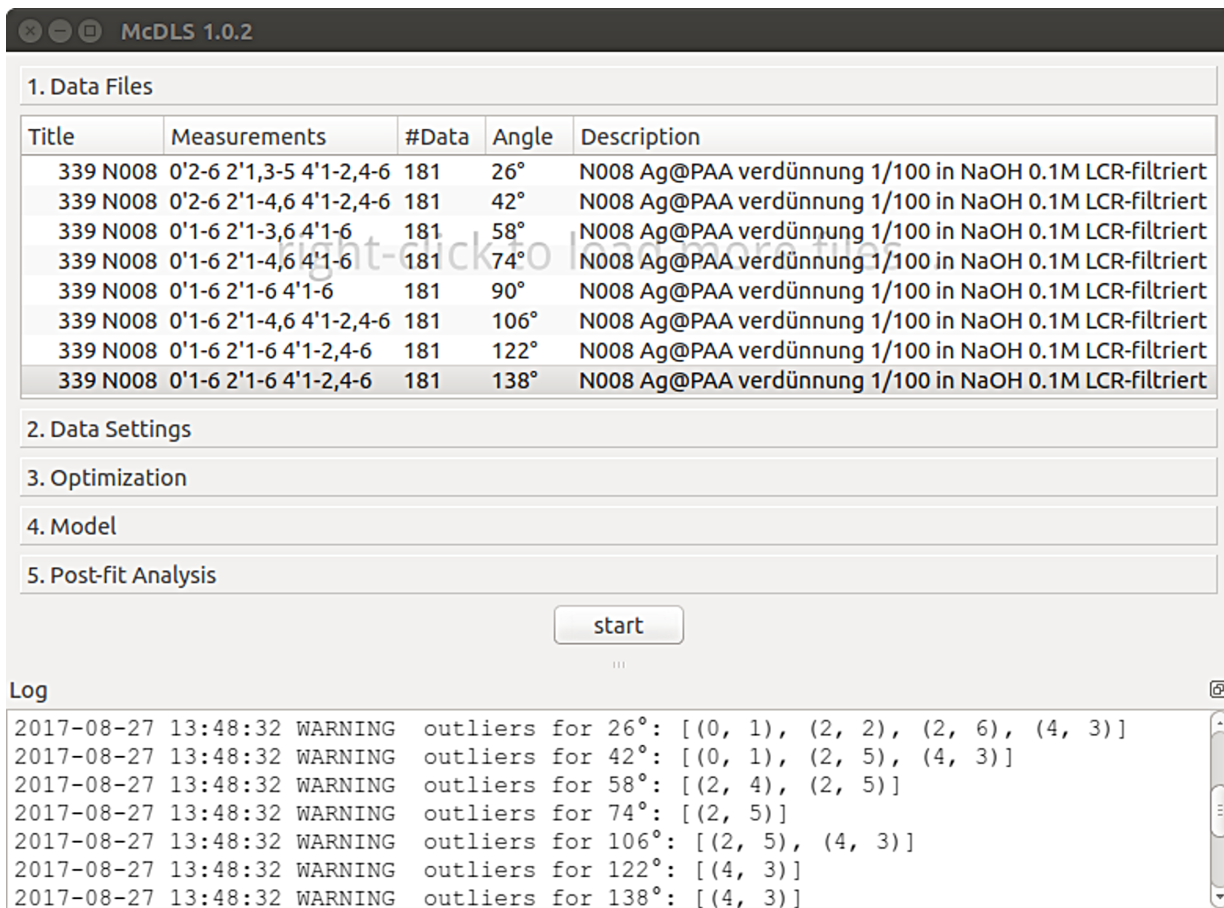 McDLS 1.0.2
1. Data Files
Title Measurements #Data Angle Description
339 N008 0'2-6 2'1,3-5 4'1-2,4-6 181 26° N008 Ag@PAA verdünnung 1/100 in NaOH 0.1M LCR-filtriert
339 N008 0'2-6 2'1-4,6 4'1-2,4-6 181 42° N008 Ag@PAA verdünnung 1/100 in NaOH 0.1M LCR-filtriert
339 N008 0'1-6 2'1-3,6 4'1-6 181 58° N008 Ag@PAA verdünnung 1/100 in NaOH 0.1M LCR-filtriert
right-click to load more files ...
339 N008 0'1-6 2'1-4,6 4'1-6 181 74° N008 Ag@PAA verdünnung 1/100 in NaOH 0.1M LCR-filtriert
339 N008 0'1-6 2'1-6 4'1-6 181 90° N008 Ag@PAA verdünnung 1/100 in NaOH 0.1M LCR-filtriert
339 N008 0'1-6 2'1-4,6 4'1-2,4-6 181 106° N008 Ag@PAA verdünnung 1/100 in NaOH 0.1M LCR-filtriert
339 N008 0'1-6 2'1-6 4'1-2,4-6 181 122° N008 Ag@PAA verdünnung 1/100 in NaOH 0.1M LCR-filtriert
339 N008 0'1-6 2'1-6 4'1-2,4-6 181 138° N008 Ag@PAA verdünnung 1/100 in NaOH 0.1M LCR-filtriert
2. Data Settings
3. Optimization
4. Model
5. Post-fit Analysis
start
Log
2017-08-27 13:48:32 WARNING outliers for 26°: [(0, 1), (2, 2), (2, 6), (4, 3)]
2017-08-27 13:48:32 WARNING outliers for 42°: [(0, 1), (2, 5), (4, 3)]
2017-08-27 13:48:32 WARNING outliers for 58°: [(2, 4), (2, 5)]
2017-08-27 13:48:32 WARNING outliers for 74°: [(2, 5)]
2017-08-27 13:48:32 WARNING outliers for 106°: [(2, 5), (4, 3)]
2017-08-27 13:48:32 WARNING outliers for 122°: [(4, 3)]
2017-08-27 13:48:32 WARNING outliers for 138°: [(4, 3)]